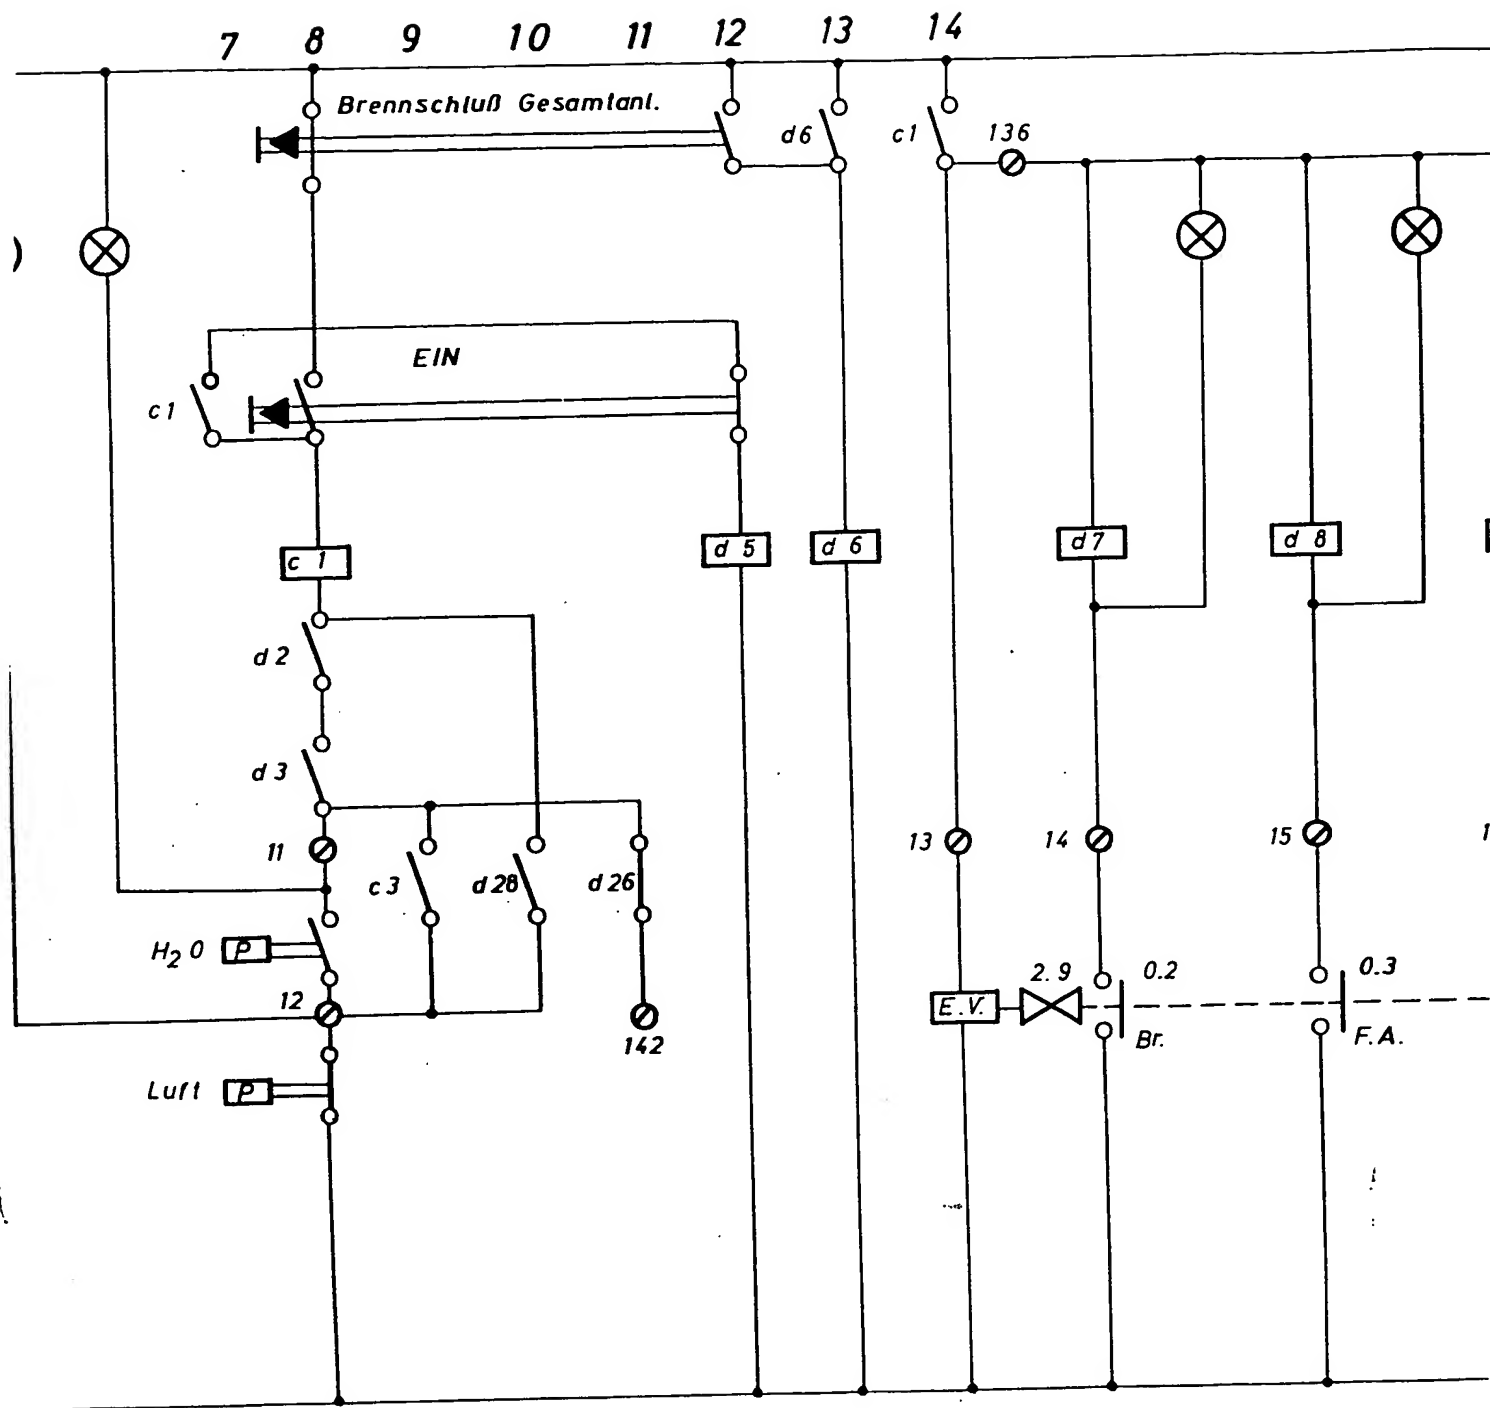 7 8 9 10 11 12 13 14
Brennschluß Gesamtanl.
d6
c1
136
)
EIN
c1
c 1
d 5
d 6
d7
d 8
d 2
d 3
11
c 3
d 28
d 26
13
14
15
1
H₂O
P
12
142
E.V.
2.9
0.2
Br.
0.3
F.A.
Luft
P